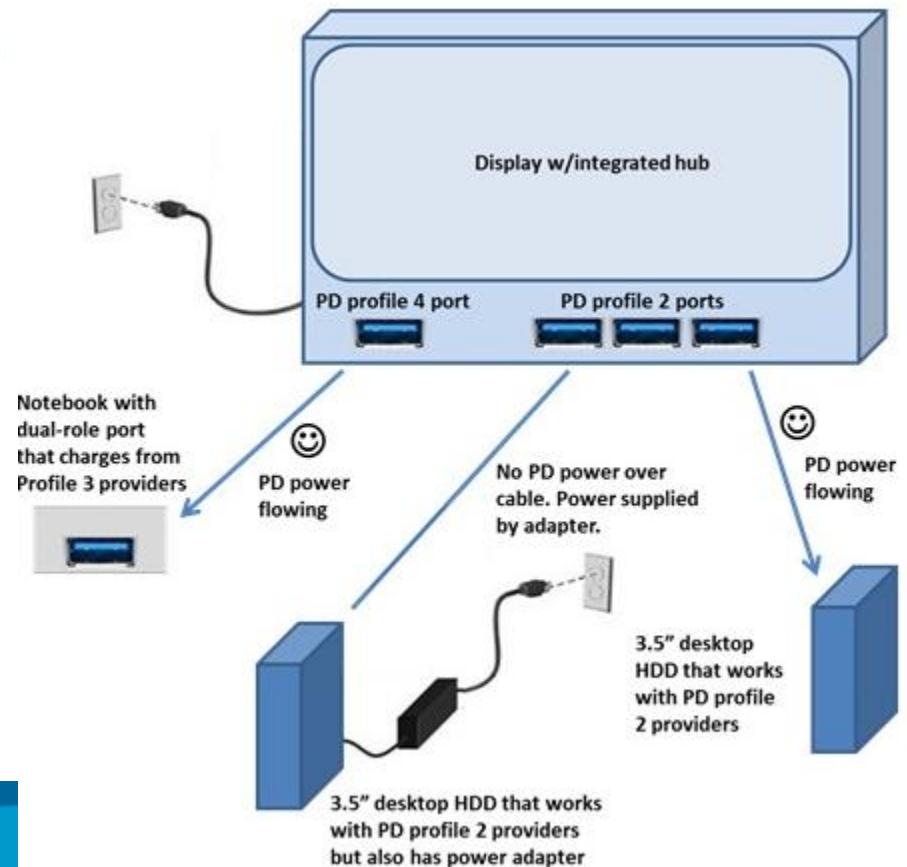 Display w/integrated hub
PD profile 4 port
PD profile 2 ports
Notebook with
dual-role port
that charges from
Profile 3 providers
PD power
flowing
No PD power over
cable. Power supplied
by adapter.
PD power
flowing
3.5” desktop
HDD that works
with PD profile
2 providers
3.5” desktop HDD that works
with PD profile 2 providers
but also has power adapter